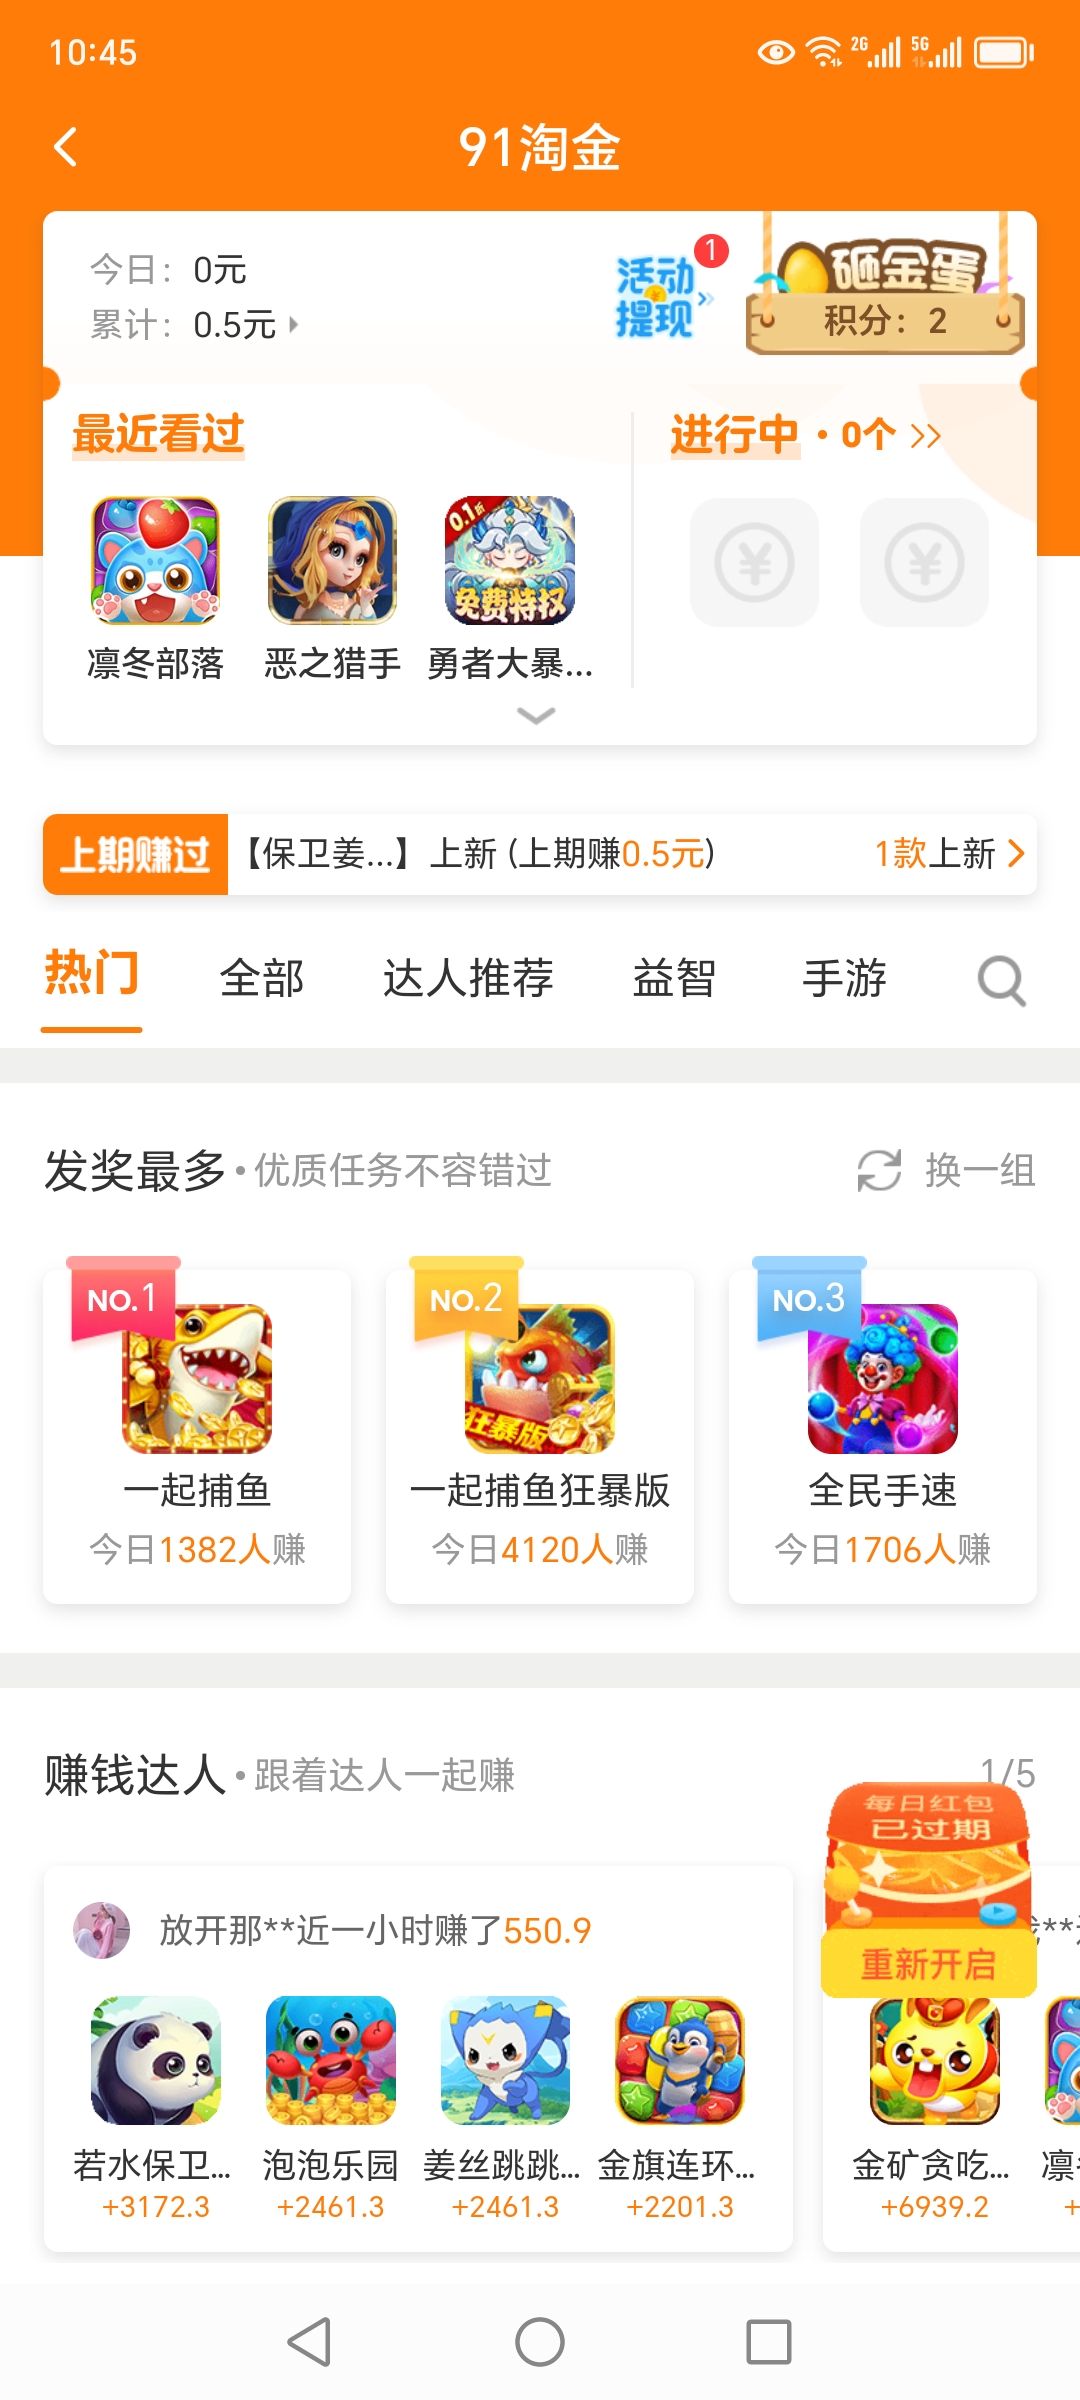 10:45
2G
5G
91淘金
今日：0元
累计：0.5元
活动
提现
1
砸金蛋
积分：2
最近看过
进行中·0个
0.1折
免费特权
凛冬部落
恶之猎手
勇者大暴...
上期赚过
【保卫姜...】上新 (上期赚0.5元)
1款上新
热门
全部
达人推荐
益智
手游
发奖最多·优质任务不容错过
换一组
NO.1
NO.2
NO.3
狂暴版
一起捕鱼
一起捕鱼狂暴版
全民手速
今日1382人赚
今日4120人赚
今日1706人赚
赚钱达人·跟着达人一起赚
1/5
每日红包
已过期
重新开启
放开那**近一小时赚了550.9
若水保卫...
泡泡乐园
姜丝跳跳...
金旗连环...
金矿贪吃...
+3172.3
+2461.3
+2461.3
+2201.3
+6939.2